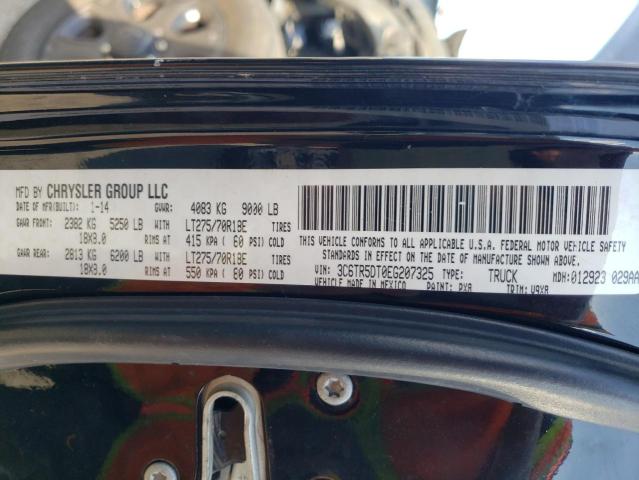 MFD BY CHRYSLER GROUP LLC
DATE OF MFR(BUILT): 1-14 GVWR: 4083 KG 9000 LB
GAWR FRONT: 2382 KG 5250 LB LT275/70R18E TIRES
18X8.0 RIMS AT 415 KPA ( 60 PSI) COLD
GAWR REAR: 2813 KG 6200 LB LT275/70R18E TIRES
18X8.0 RIMS AT 550 KPA ( 80 PSI) COLD
THIS VEHICLE CONFORMS TO ALL APPLICABLE U.S.A. FEDERAL MOTOR VEHICLE SAFETY
STANDARDS IN EFFECT ON THE DATE OF MANUFACTURE SHOWN ABOVE
VIN: 3C6TR5DT0EG207325 TYPE: TRUCK MDH:012923 029AA
VEHICLE MADE IN MEXICO PAINT: PX8 TRIM: V9X8